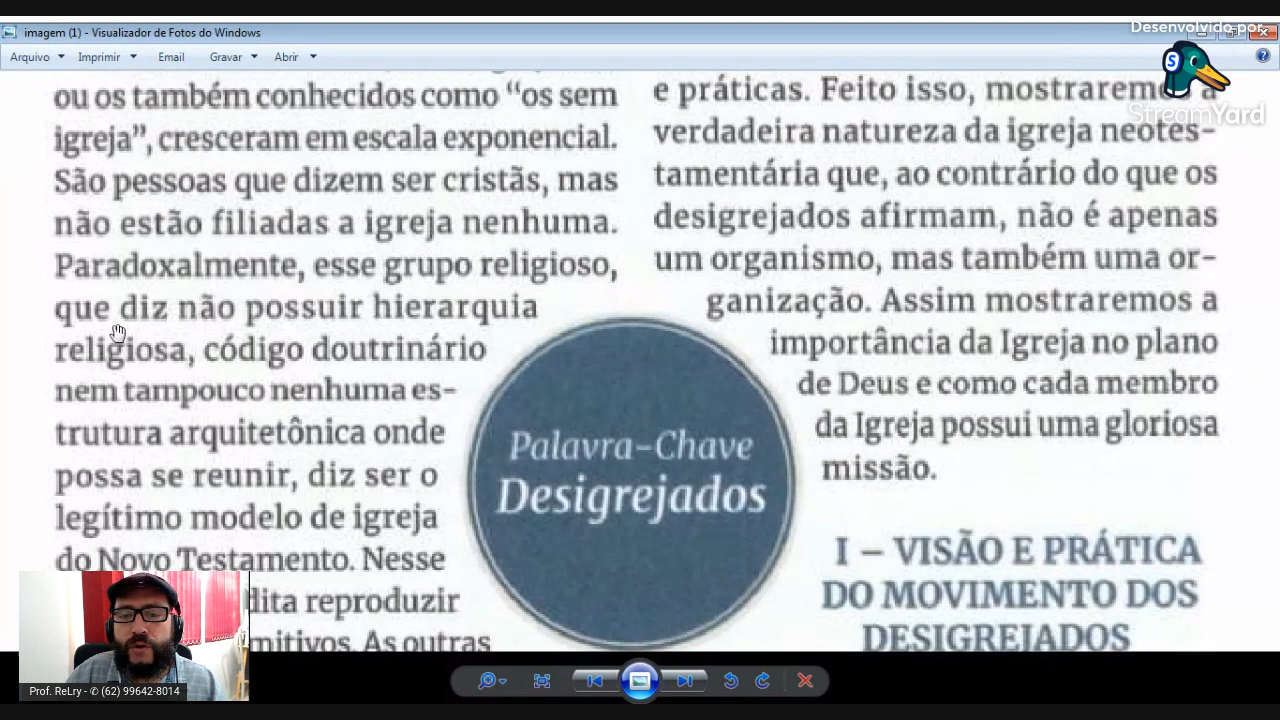 imagem (1) - Visualizador de Fotos do Windows
Desenvolvido por
Arquivo Imprimir Email Gravar Abrir
StreamYard
ou os também conhecidos como “os sem
igreja”, cresceram em escala exponencial.
São pessoas que dizem ser cristãs, mas
não estão filiadas a igreja nenhuma.
Paradoxalmente, esse grupo religioso,
que diz não possuir hierarquia
religiosa, código doutrinário
nem tampouco nenhuma es-
trutura arquitetônica onde
possa se reunir, diz ser o
legítimo modelo de igreja
do Novo Testamento. Nesse
dita reproduzir
mitivos. As outras
Palavra-Chave
Desigrejados
e práticas. Feito isso, mostraremos a
verdadeira natureza da igreja neotes-
tamentária que, ao contrário do que os
desigrejados afirmam, não é apenas
um organismo, mas também uma or-
ganização. Assim mostraremos a
importância da Igreja no plano
de Deus e como cada membro
da Igreja possui uma gloriosa
missão.
I – VISÃO E PRÁTICA
DO MOVIMENTO DOS
DESIGREJADOS
Prof. ReLry - ✆ (62) 99642-8014